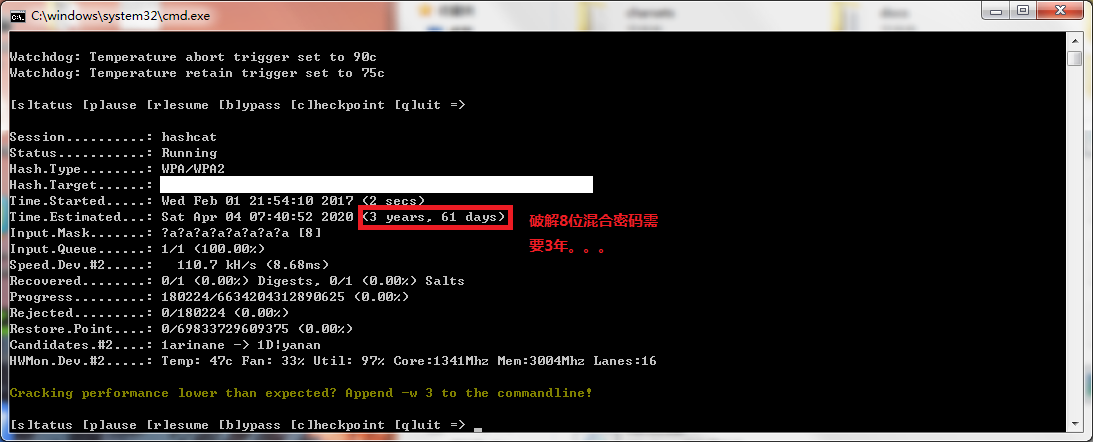 C:\windows\system32\cmd.exe
Watchdog: Temperature abort trigger set to 90c
Watchdog: Temperature retain trigger set to 75c
[s]tatus [p]ause [r]esume [b]ypass [c]heckpoint [q]uit =>
Session..........: hashcat
Status...........: Running
Hash.Type........: WPA/WPA2
Hash.Target......:
Time.Started.....: Wed Feb 01 21:54:10 2017 (2 secs)
Time.Estimated...: Sat Apr 04 07:40:52 2020 (3 years, 61 days)
破解8位混合密码需
要3年。。。
Input.Mask.......: ?a?a?a?a?a?a?a?a [8]
Input.Queue......: 1/1 (100.00%)
Speed.Dev.#2.....:   110.7 kH/s (8.68ms)
Recovered........: 0/1 (0.00%) Digests, 0/1 (0.00%) Salts
Progress.........: 180224/6634204312890625 (0.00%)
Rejected.........: 0/180224 (0.00%)
Restore.Point....: 0/69833729609375 (0.00%)
Candidates.#2....: 1arinane -> 1D|yanan
HWMon.Dev.#2.....: Temp: 47c Fan: 33% Util: 97% Core:1341Mhz Mem:3004Mhz Lanes:16
Cracking performance lower than expected? Append -w 3 to the commandline!
[s]tatus [p]ause [r]esume [b]ypass [c]heckpoint [q]uit =>